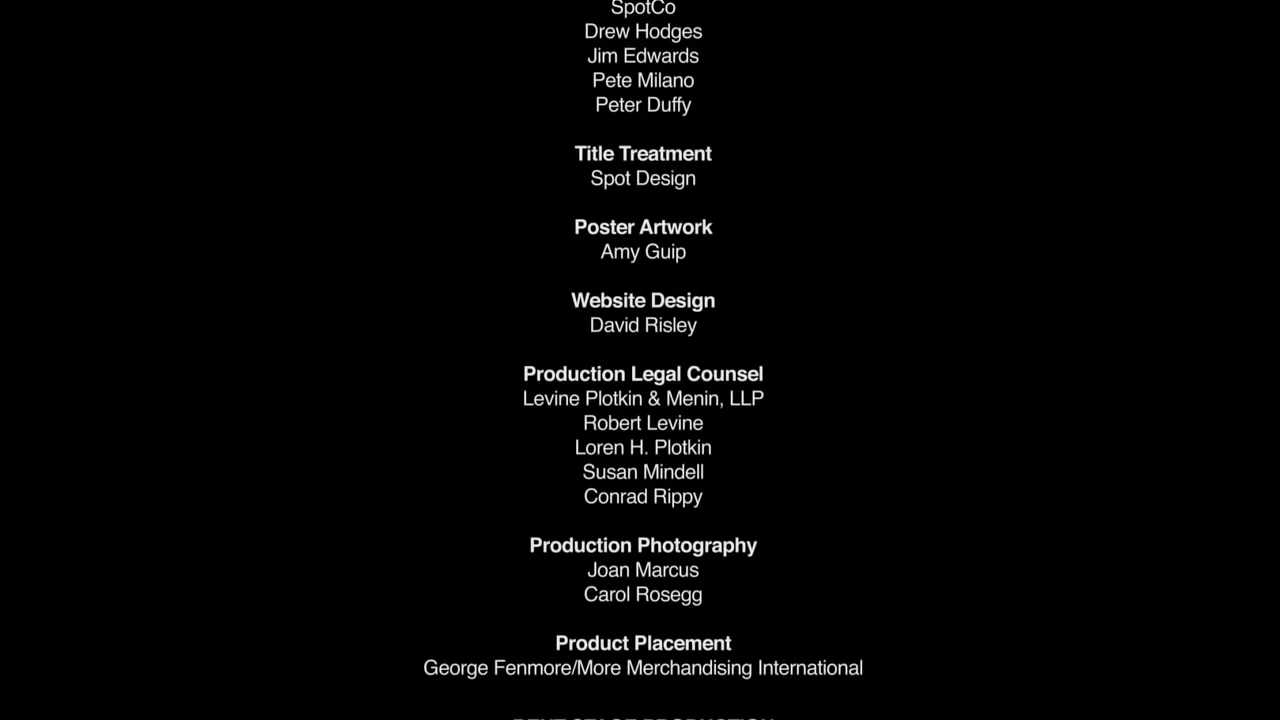 SpotCo
Drew Hodges
Jim Edwards
Pete Milano
Peter Duffy
Title Treatment
Spot Design
Poster Artwork
Amy Guip
Website Design
David Risley
Production Legal Counsel
Levine Plotkin & Menin, LLP
Robert Levine
Loren H. Plotkin
Susan Mindell
Conrad Rippy
Production Photography
Joan Marcus
Carol Rosegg
Product Placement
George Fenmore/More Merchandising International